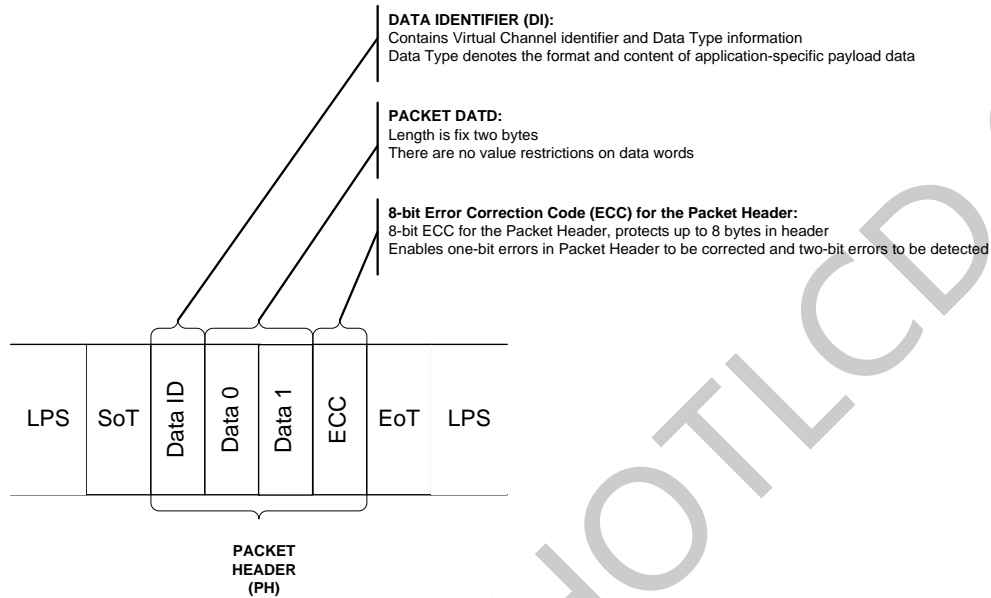 DATA IDENTIFIER (DI):
Contains Virtual Channel identifier and Data Type information
Data Type denotes the format and content of application-specific payload data
PACKET DATD:
Length is fix two bytes
There are no value restrictions on data words
8-bit Error Correction Code (ECC) for the Packet Header:
8-bit ECC for the Packet Header, protects up to 8 bytes in header
Enables one-bit errors in Packet Header to be corrected and two-bit errors to be detected
LPS
SoT
Data ID
Data 0
Data 1
ECC
EoT
LPS
PACKET
HEADER
(PH)
HOTLCD